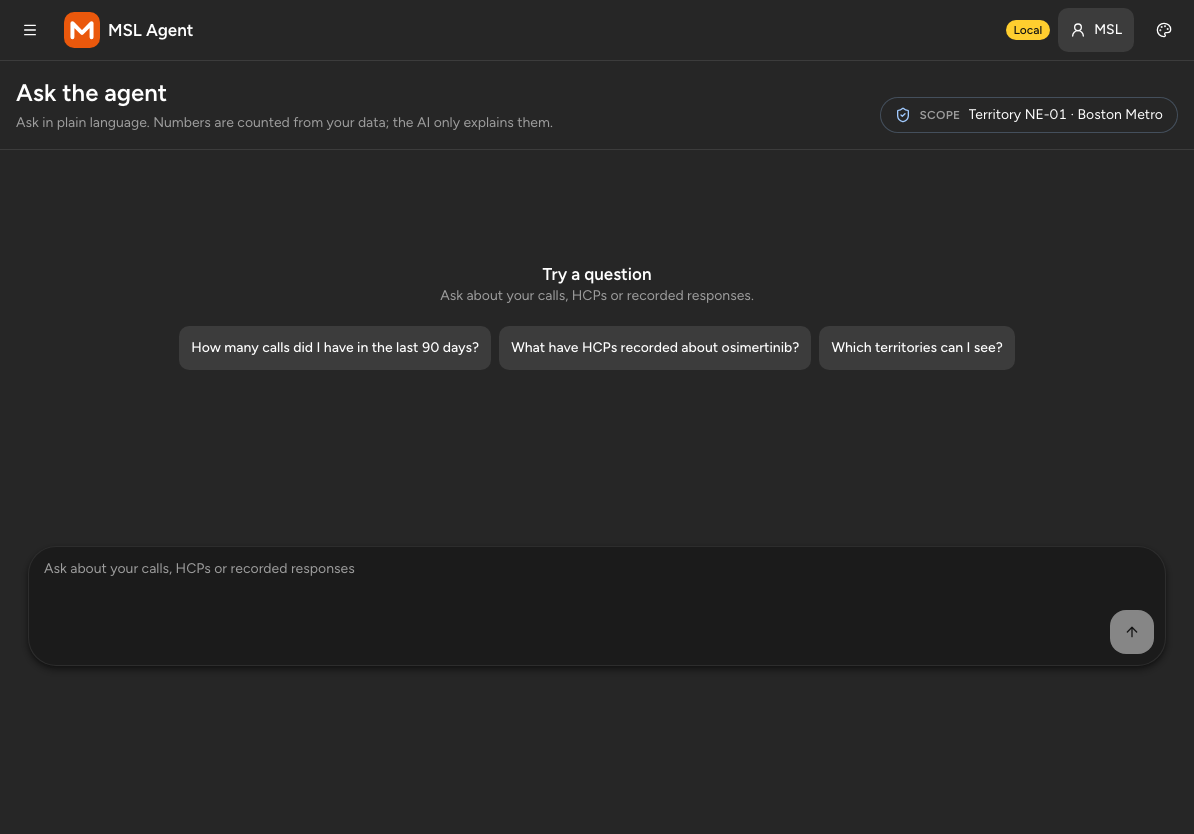 MSL Agent
Local
MSL
Ask the agent
Ask in plain language. Numbers are counted from your data; the AI only explains them.
SCOPE Territory NE-01 · Boston Metro
Try a question
Ask about your calls, HCPs or recorded responses.
How many calls did I have in the last 90 days?
What have HCPs recorded about osimertinib?
Which territories can I see?
Ask about your calls, HCPs or recorded responses